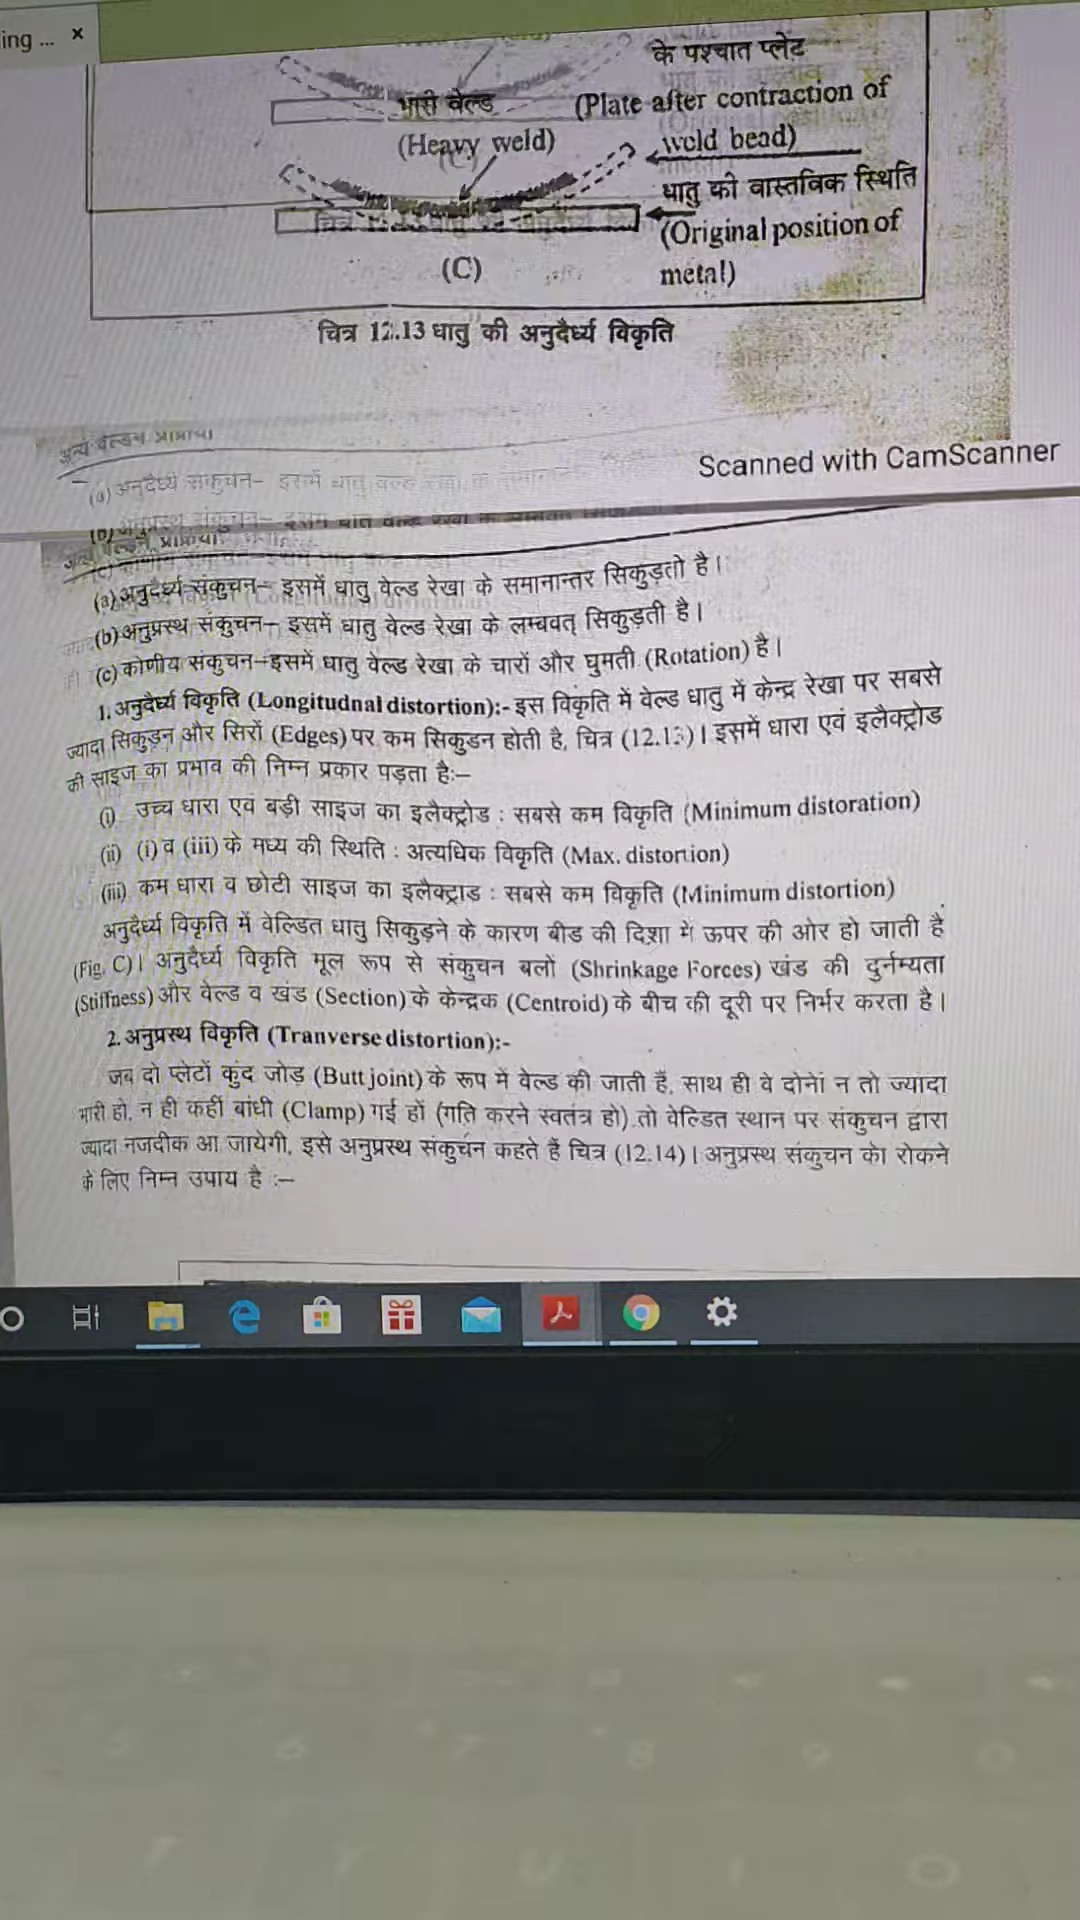 ing ... ×
के पश्चात प्लेट
भारी वेल्ड (Plate after contraction of
(Heavy weld) weld bead)
धातु की वास्तविक स्थिति
(Original position of
(C) metal)
चित्र 12.13 धातु की अनुदैर्ध्य विकृति
Scanned with CamScanner
(a) अनुदैर्ध्य संकुचन– इसमें धातु वेल्ड रेखा के समानान्तर सिकुड़ती है।
(b) अनुप्रस्थ संकुचन– इसमें धातु वेल्ड रेखा के लम्बवत् सिकुड़ती है।
(c) कोणीय संकुचन–इसमें धातु वेल्ड रेखा के चारों और घुमती (Rotation) है।
1. अनुदैर्ध्य विकृति (Longitudnal distortion):- इस विकृति में वेल्ड धातु में केन्द्र रेखा पर सबसे
ज्यादा सिकुड़न और सिरों (Edges) पर कम सिकुडन होती है, चित्र (12.13)। इसमें धारा एवं इलैक्ट्रोड
की साइज का प्रभाव की निम्न प्रकार पड़ता है:–
(i) उच्च धारा एवं बड़ी साइज का इलैक्ट्रोड : सबसे कम विकृति (Minimum distoration)
(ii) (i) व (iii) के मध्य की स्थिति : अत्यधिक विकृति (Max. distortion)
(iii) कम धारा व छोटी साइज का इलैक्ट्राड : सबसे कम विकृति (Minimum distortion)
अनुदैर्ध्य विकृति में वेल्डित धातु सिकुड़ने के कारण बीड की दिशा में ऊपर की ओर हो जाती है
(Fig. C)। अनुदैर्ध्य विकृति मूल रूप से संकुचन बलों (Shrinkage Forces) खंड की दुर्नम्यता
(Stiffness) और वेल्ड व खंड (Section) के केन्द्रक (Centroid) के बीच की दूरी पर निर्भर करता है।
2. अनुप्रस्थ विकृति (Tranverse distortion):-
जब दो प्लेटों कुंद जोड़ (Butt joint) के रूप में वेल्ड की जाती हैं, साथ ही वे दोनों न तो ज्यादा
भारी हो, न ही कहीं बांधी (Clamp) गई हों (गति करने स्वतंत्र हो) तो वेल्डित स्थान पर संकुचन द्वारा
ज्यादा नजदीक आ जायेगी, इसे अनुप्रस्थ संकुचन कहते हैं चित्र (12.14)। अनुप्रस्थ संकुचन को रोकने
के लिए निम्न उपाय है :–